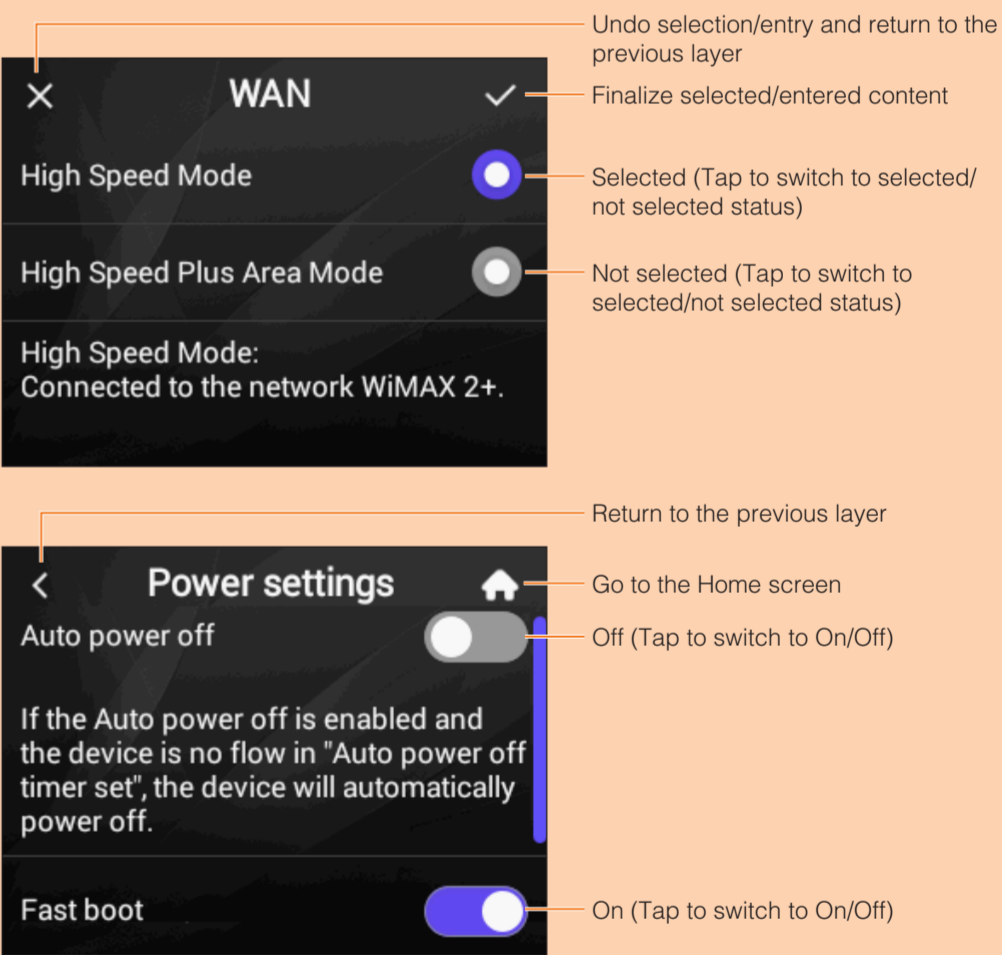 Undo selection/entry and return to the
previous layer
WAN
Finalize selected/entered content
High Speed Mode
Selected (Tap to switch to selected/
not selected status)
High Speed Plus Area Mode
Not selected (Tap to switch to
selected/not selected status)
High Speed Mode:
Connected to the network WiMAX 2+.
Return to the previous layer
Power settings
Go to the Home screen
Auto power off
Off (Tap to switch to On/Off)
If the Auto power off is enabled and
the device is no flow in "Auto power off
timer set", the device will automatically
power off.
Fast boot
On (Tap to switch to On/Off)